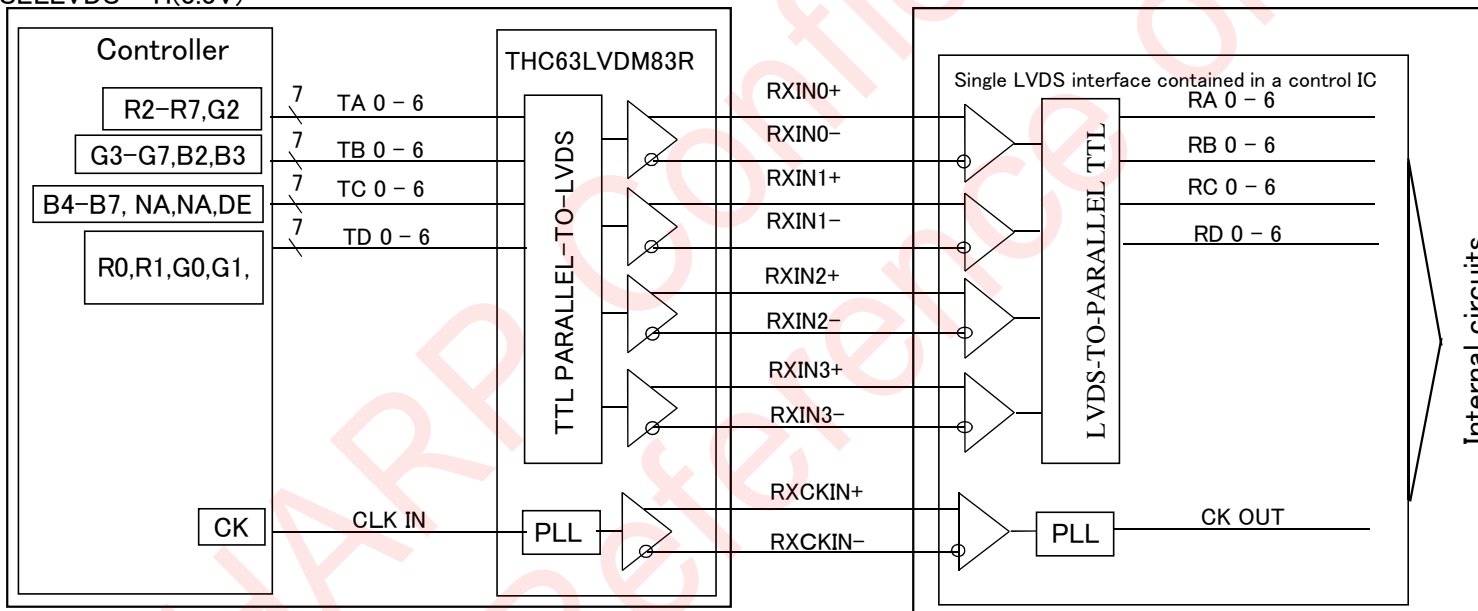 Controller
R2-R7,G2
G3-G7,B2,B3
B4-B7, NA,NA,DE
R0,R1,G0,G1,
CK
7 TA 0 - 6
7 TB 0 - 6
7 TC 0 - 6
7 TD 0 - 6
CLK IN
THC63LVDM83R
TTL PARALLEL-TO-LVDS
PLL
RXIN0+
RXIN0-
RXIN1+
RXIN1-
RXIN2+
RXIN2-
RXIN3+
RXIN3-
RXCKIN+
RXCKIN-
Single LVDS interface contained in a control IC
LVDS-TO-PARALLEL TTL
PLL
RA 0 - 6
RB 0 - 6
RC 0 - 6
RD 0 - 6
CK OUT
Internal circuits